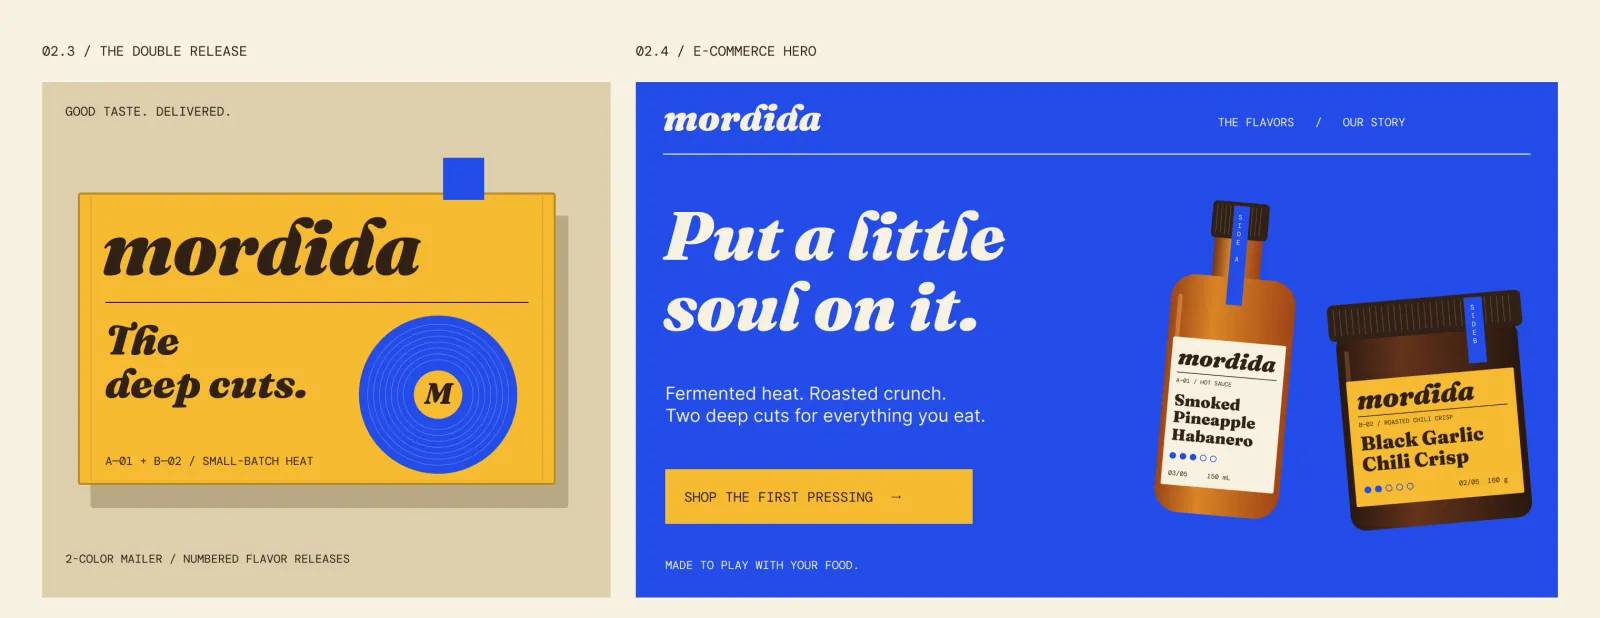 02.3 / THE DOUBLE RELEASE
GOOD TASTE. DELIVERED.
mordida
The
deep cuts.
M
A—01 + B—02 / SMALL-BATCH HEAT
2-COLOR MAILER / NUMBERED FLAVOR RELEASES
02.4 / E-COMMERCE HERO
mordida
THE FLAVORS / OUR STORY
Put a little
soul on it.
Fermented heat. Roasted crunch.
Two deep cuts for everything you eat.
SHOP THE FIRST PRESSING →
MADE TO PLAY WITH YOUR FOOD.
SIDE A
mordida
A—01 / HOT SAUCE
Smoked
Pineapple
Habanero
03/05 150 mL
SIDE B
mordida
B—02 / ROASTED CHILI CRISP
Black Garlic
Chili Crisp
02/05 160 g